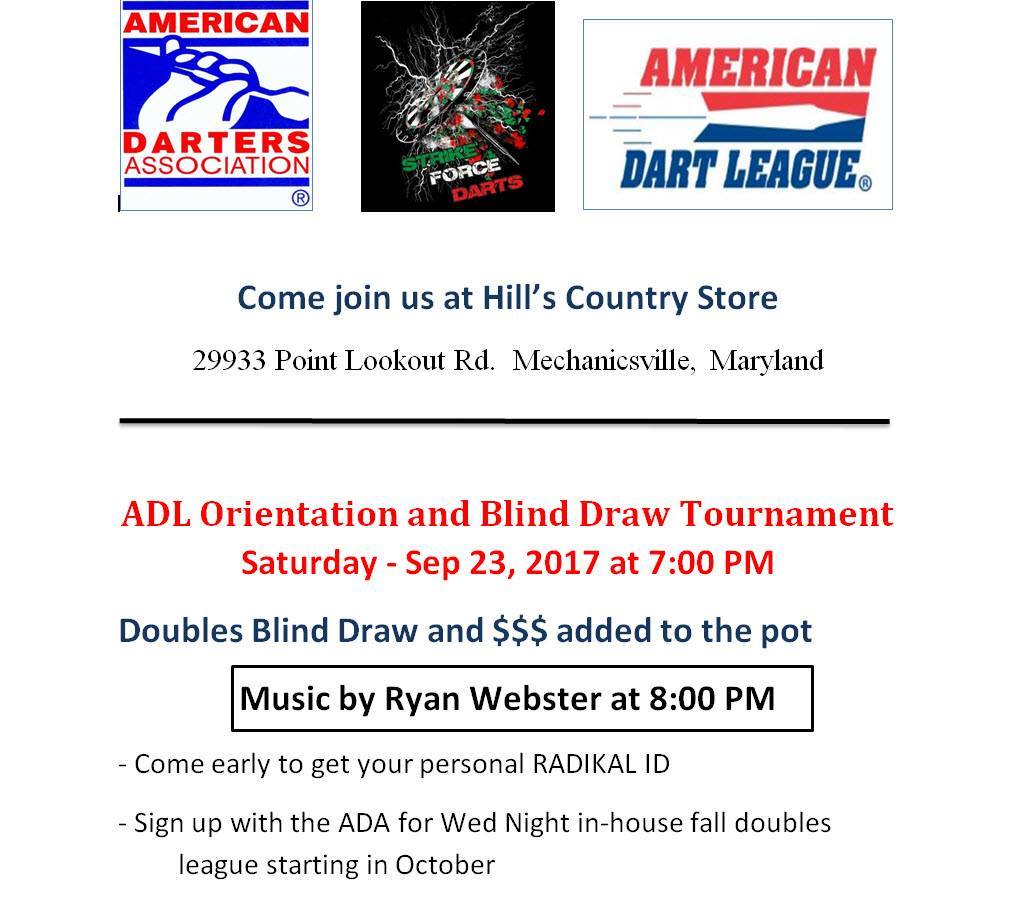 AMERICAN
DARTERS
ASSOCIATION
®
STRIKE
FORCE
DARTS
AMERICAN
DART LEAGUE®
Come join us at Hill’s Country Store
29933 Point Lookout Rd. Mechanicsville, Maryland
ADL Orientation and Blind Draw Tournament
Saturday - Sep 23, 2017 at 7:00 PM
Doubles Blind Draw and $$$ added to the pot
Music by Ryan Webster at 8:00 PM
- Come early to get your personal RADIKAL ID
- Sign up with the ADA for Wed Night in-house fall doubles
league starting in October